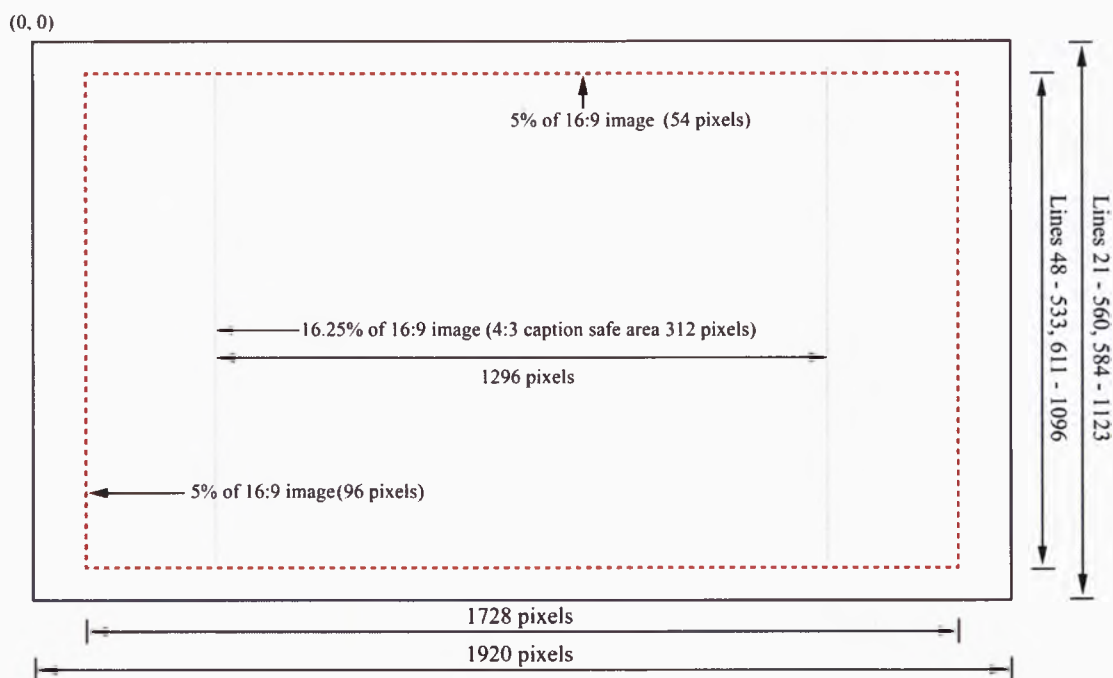 (0, 0)
5% of 16:9 image (54 pixels)
16.25% of 16:9 image (4:3 caption safe area 312 pixels)
1296 pixels
5% of 16:9 image(96 pixels)
Lines 48 - 533, 611 - 1096
Lines 21 - 560, 584 - 1123
1728 pixels
1920 pixels